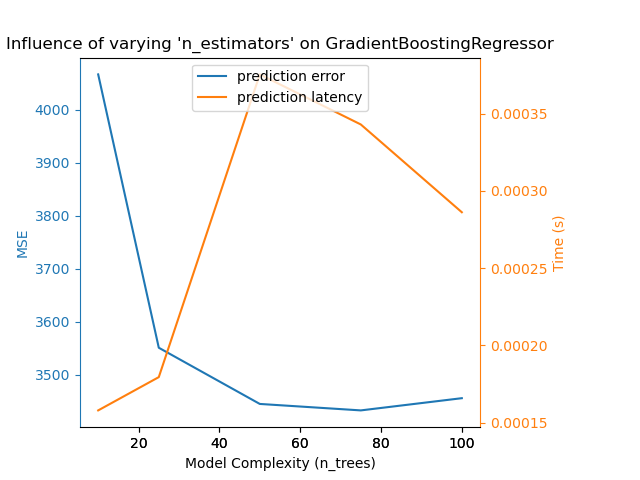 Influence of varying 'n_estimators' on GradientBoostingRegressor
prediction error
prediction latency
4000
3900
3800
3700
3600
3500
MSE
0.00035
0.00030
0.00025
0.00020
0.00015
Time (s)
20 40 60 80 100
Model Complexity (n_trees)